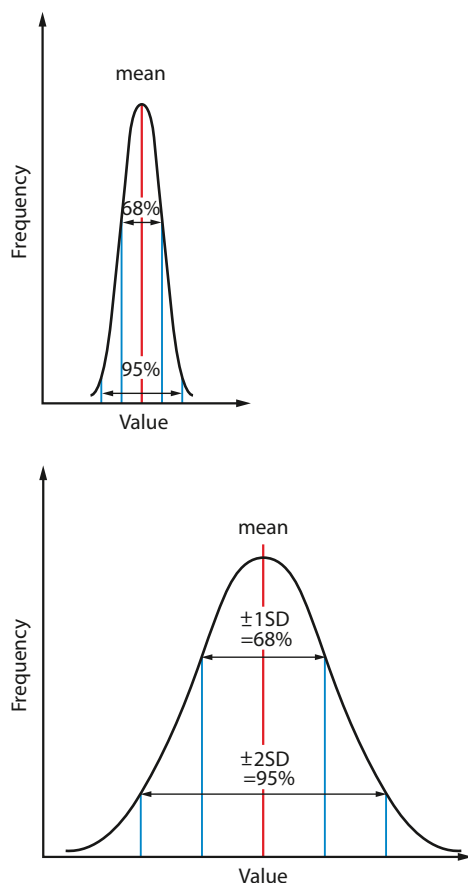 mean
Frequency
68%
95%
Value
mean
Frequency
±1SD
=68%
±2SD
=95%
Value